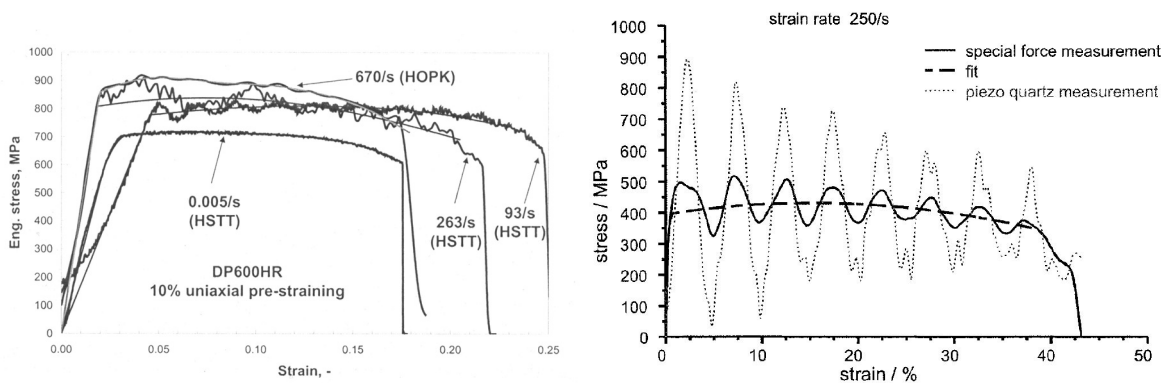 1000
900
800
700
600
500
400
300
200
100
0
Eng. stress, MPa
670/s (HOPK)
0.005/s
(HSTT)
263/s
(HSTT)
93/s
(HSTT)
DP600HR
10% uniaxial pre-straining
0.00
0.05
0.10
0.15
0.20
0.25
Strain, -
strain rate 250/s
special force measurement
fit
piezo quartz measurement
1000
900
800
700
600
500
400
300
200
100
0
stress / MPa
0
10
20
30
40
50
strain / %